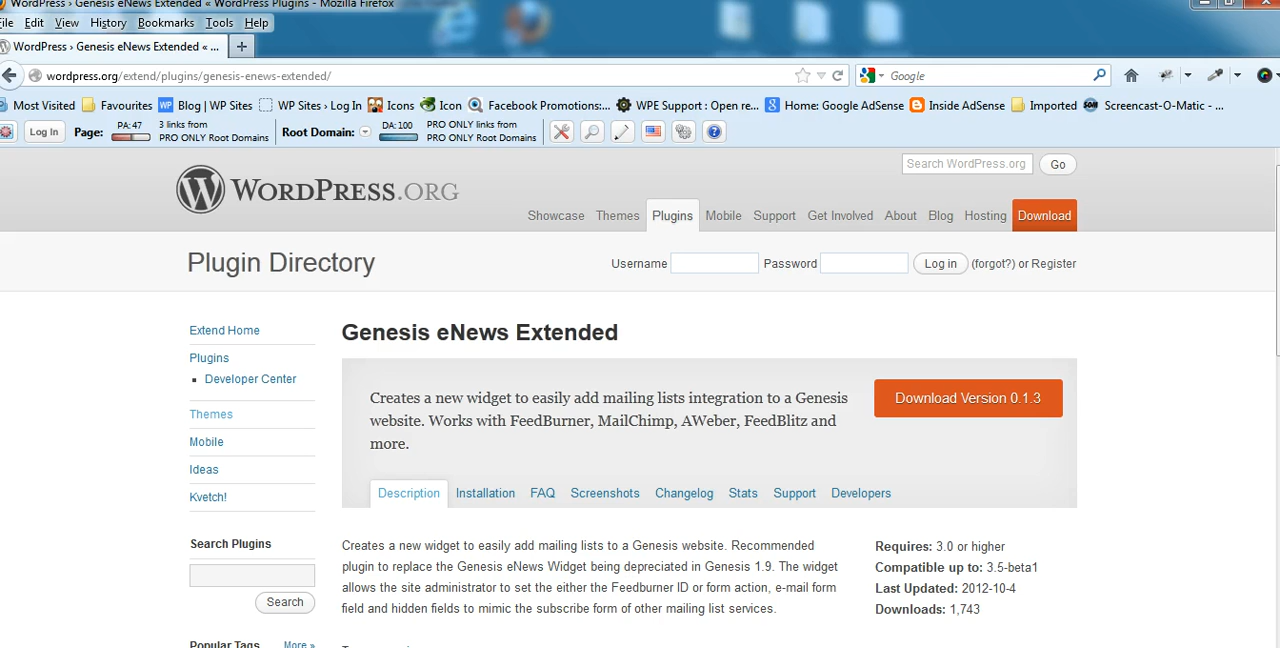 WordPress › Genesis eNews Extended « WordPress Plugins - Mozilla Firefox
File Edit View History Bookmarks Tools Help
WordPress › Genesis eNews Extended « ... +
wordpress.org/extend/plugins/genesis-enews-extended/ Google
Most Visited Favourites Blog | WP Sites WP Sites › Log In Icons Icon Facebook Promotions:... WPE Support : Open re... Home: Google AdSense Inside AdSense Imported Screencast-O-Matic - ...
Log In Page: PA: 47 3 links from PRO ONLY Root Domains Root Domain: DA: 100 PRO ONLY links from PRO ONLY Root Domains
Search WordPress.org Go
WORDPRESS.ORG
Showcase Themes Plugins Mobile Support Get Involved About Blog Hosting Download
Plugin Directory Username Password Log in (forgot?) or Register
Extend Home
Plugins
Developer Center
Themes
Mobile
Ideas
Kvetch!
Search Plugins
Search
Popular Tags More »
Genesis eNews Extended
Creates a new widget to easily add mailing lists integration to a Genesis
website. Works with FeedBurner, MailChimp, AWeber, FeedBlitz and
more.
Download Version 0.1.3
Description Installation FAQ Screenshots Changelog Stats Support Developers
Creates a new widget to easily add mailing lists to a Genesis website. Recommended
plugin to replace the Genesis eNews Widget being depreciated in Genesis 1.9. The widget
allows the site administrator to set the either the Feedburner ID or form action, e-mail form
field and hidden fields to mimic the subscribe form of other mailing list services.
Requires: 3.0 or higher
Compatible up to: 3.5-beta1
Last Updated: 2012-10-4
Downloads: 1,743